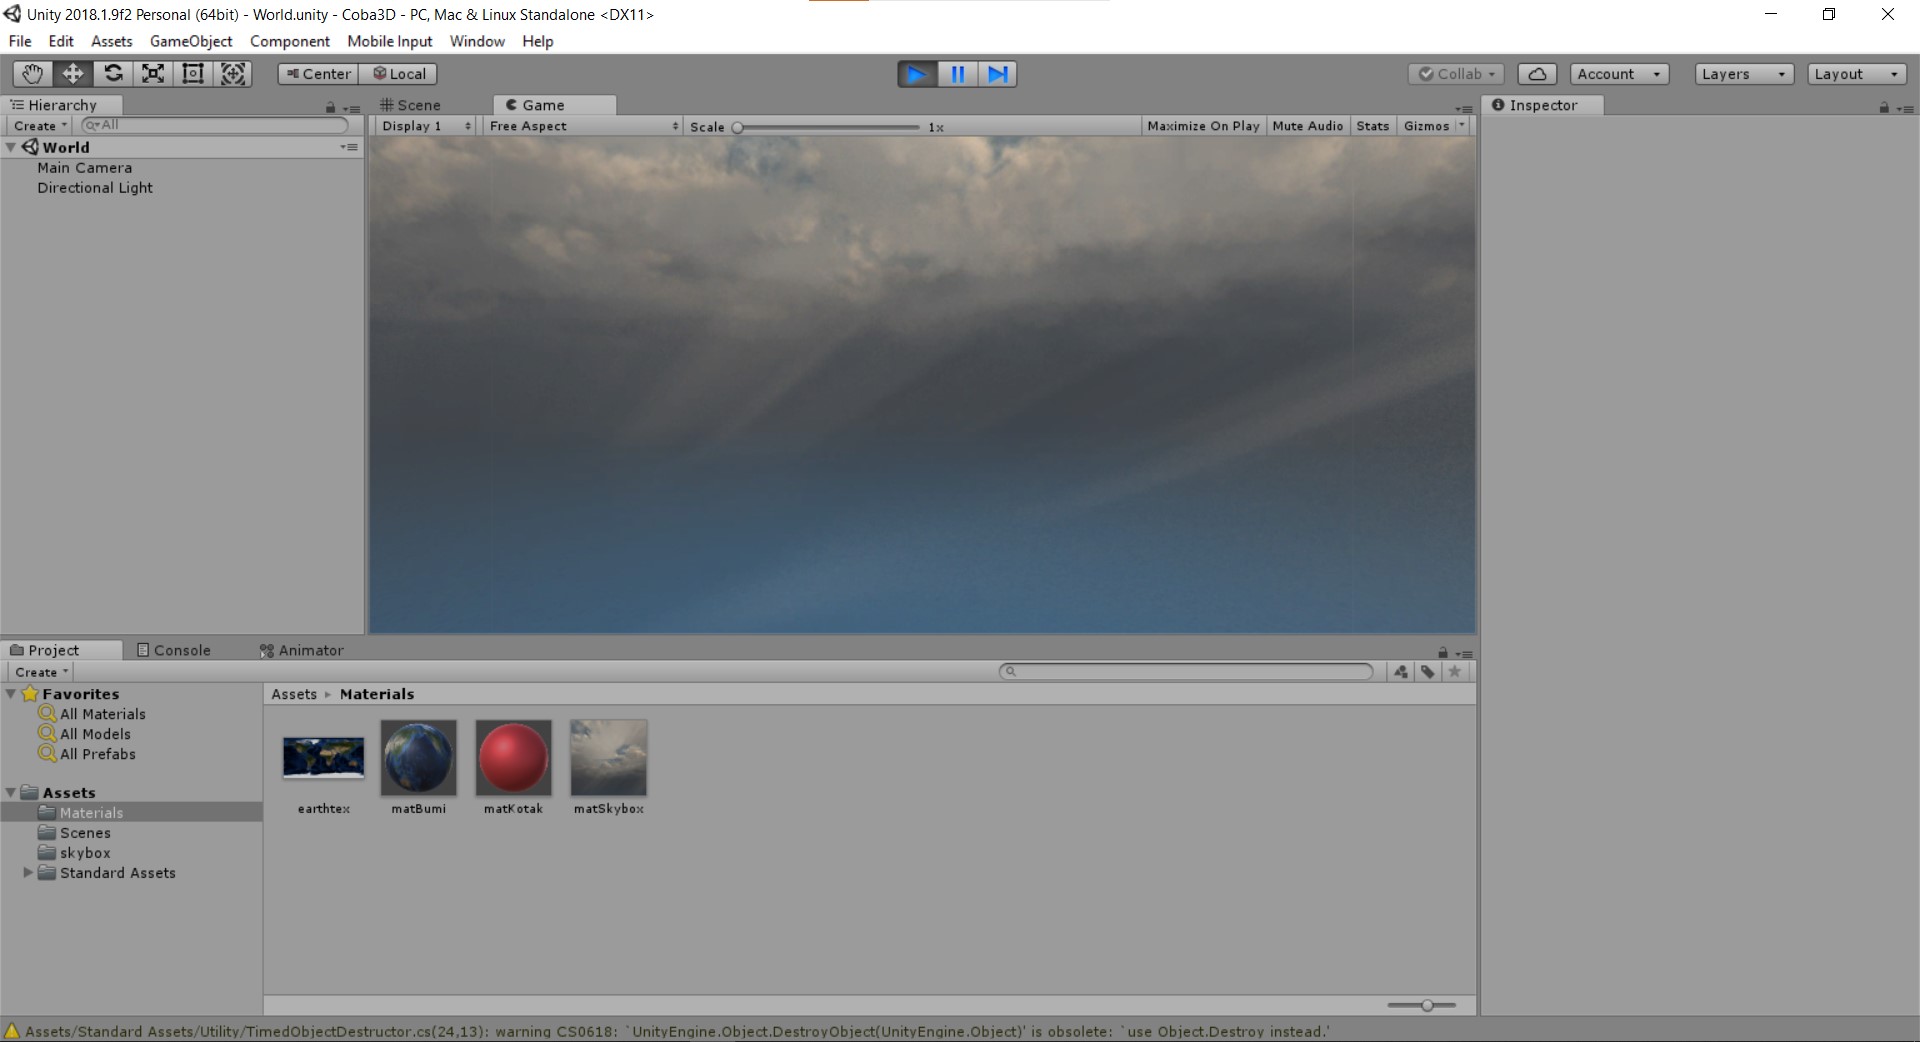 Unity 2018.1.9f2 Personal (64bit) - World.unity - Coba3D - PC, Mac & Linux Standalone <DX11>
File Edit Assets GameObject Component Mobile Input Window Help
Center Local Collab Account Layers Layout
Hierarchy Scene Game Inspector
Create All Display 1 Free Aspect Scale 1x Maximize On Play Mute Audio Stats Gizmos
World
Main Camera
Directional Light
Project Console Animator
Create
Favorites Assets Materials
All Materials
All Models
All Prefabs
Assets
Materials
Scenes
skybox
Standard Assets
earthtex matBumi matKotak matSkybox
Assets/Standard Assets/Utility/TimedObjectDestructor.cs(24,13): warning CS0618: `UnityEngine.Object.DestroyObject(UnityEngine.Object)' is obsolete: `use Object.Destroy instead.'